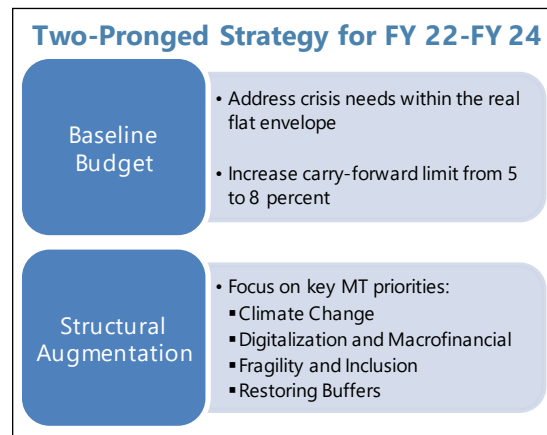 Two-Pronged Strategy for FY 22-FY 24
Baseline
Budget
• Address crisis needs within the real
flat envelope
• Increase carry-forward limit from 5
to 8 percent
Structural
Augmentation
• Focus on key MT priorities:
▪Climate Change
▪Digitalization and Macrofinancial
▪Fragility and Inclusion
▪Restoring Buffers